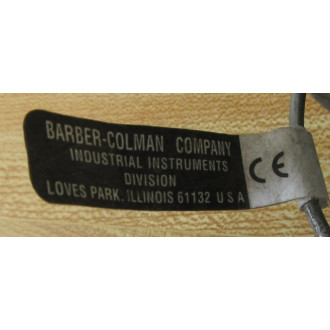 BARBER-COLMAN COMPANY
INDUSTRIAL INSTRUMENTS
DIVISION
LOVES PARK, ILLINOIS 61132 U S A
CE